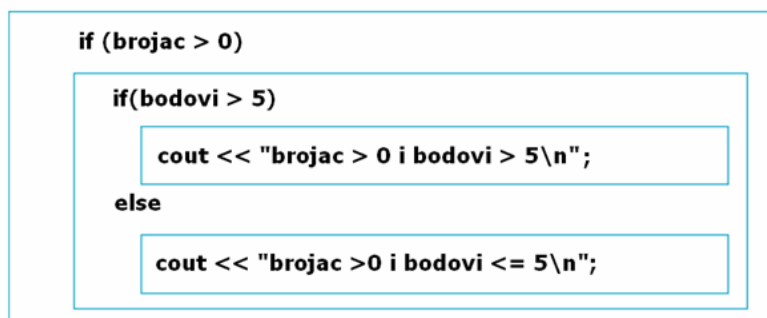 if (brojac > 0)
if(bodovi > 5)
cout << "brojac > 0 i bodovi > 5\n";
else
cout << "brojac >0 i bodovi <= 5\n";